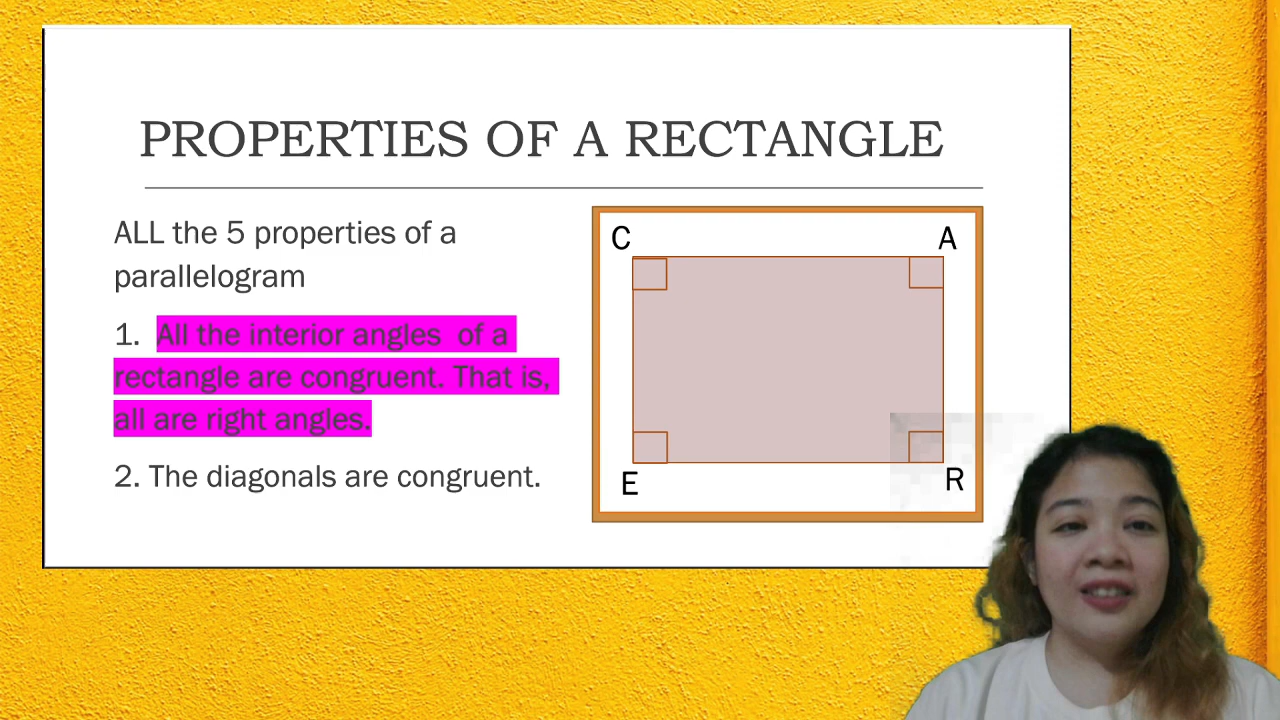 PROPERTIES OF A RECTANGLE
ALL the 5 properties of a
parallelogram
1. All the interior angles of a
rectangle are congruent. That is,
all are right angles.
2. The diagonals are congruent.
C
A
E
R